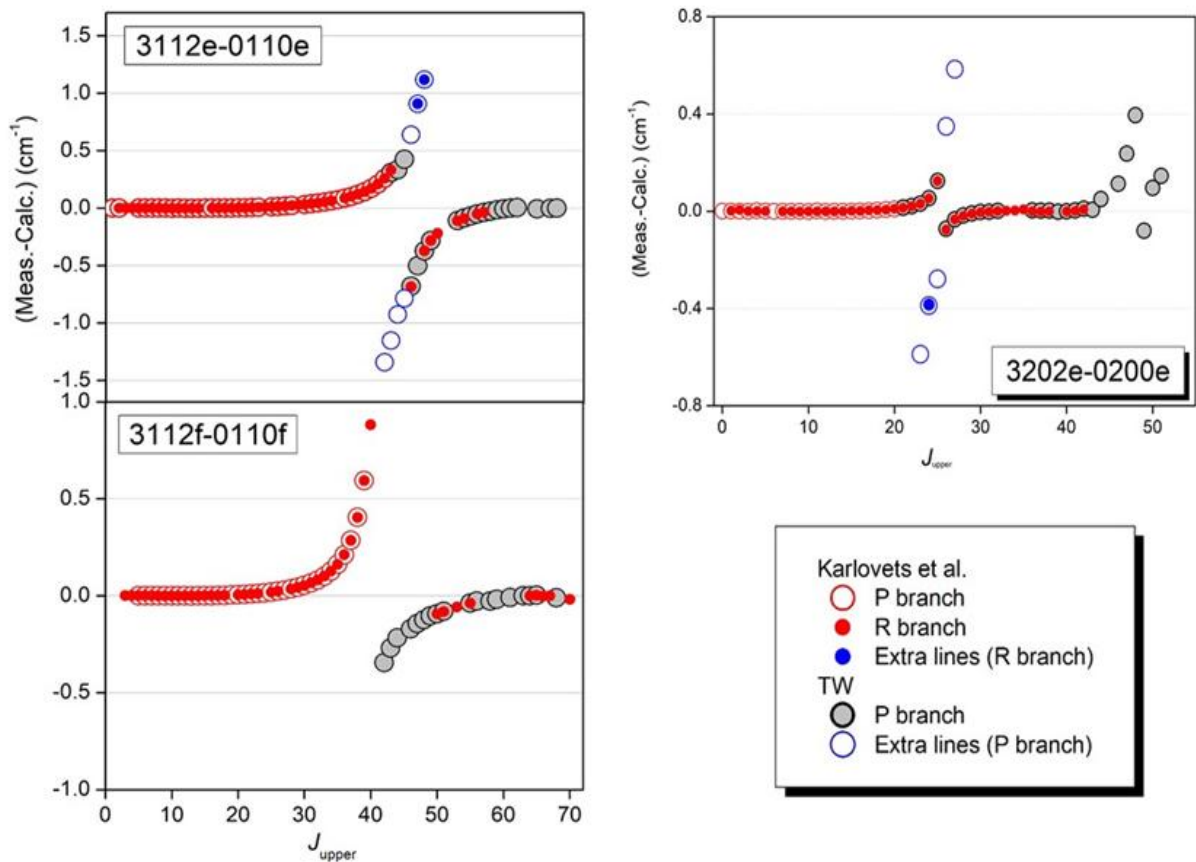 3112e-0110e
(Meas.-Calc.) (cm⁻¹)
1.5
1.0
0.5
0.0
-0.5
-1.0
-1.5
3112f-0110f
1.0
0.5
0.0
-0.5
-1.0
0 10 20 30 40 50 60 70
J upper
(Meas.-Calc.) (cm⁻¹)
0.8
0.4
0.0
-0.4
-0.8
3202e-0200e
0 10 20 30 40 50
J upper
Karlovets et al.
P branch
R branch
Extra lines (R branch)
TW
P branch
Extra lines (P branch)